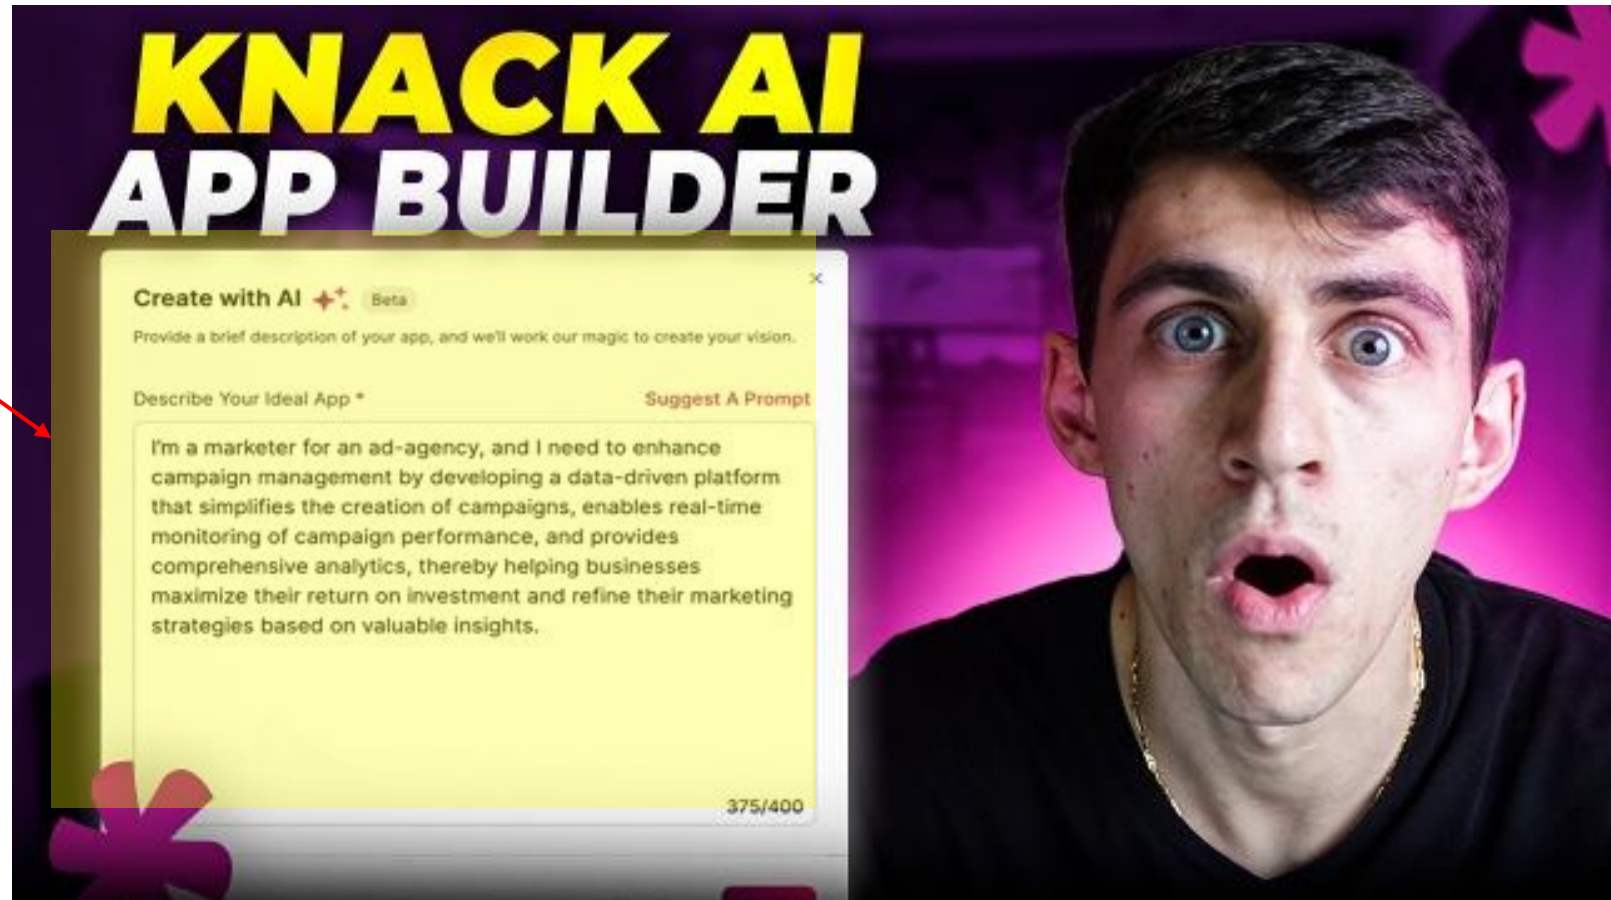 KNACK AI
APP BUILDER
×
Create with AI
Beta
Provide a brief description of your app, and we'll work our magic to create your vision.
Describe Your Ideal App *
Suggest A Prompt
I'm a marketer for an ad-agency, and I need to enhance
campaign management by developing a data-driven platform
that simplifies the creation of campaigns, enables real-time
monitoring of campaign performance, and provides
comprehensive analytics, thereby helping businesses
maximize their return on investment and refine their marketing
strategies based on valuable insights.
375/400